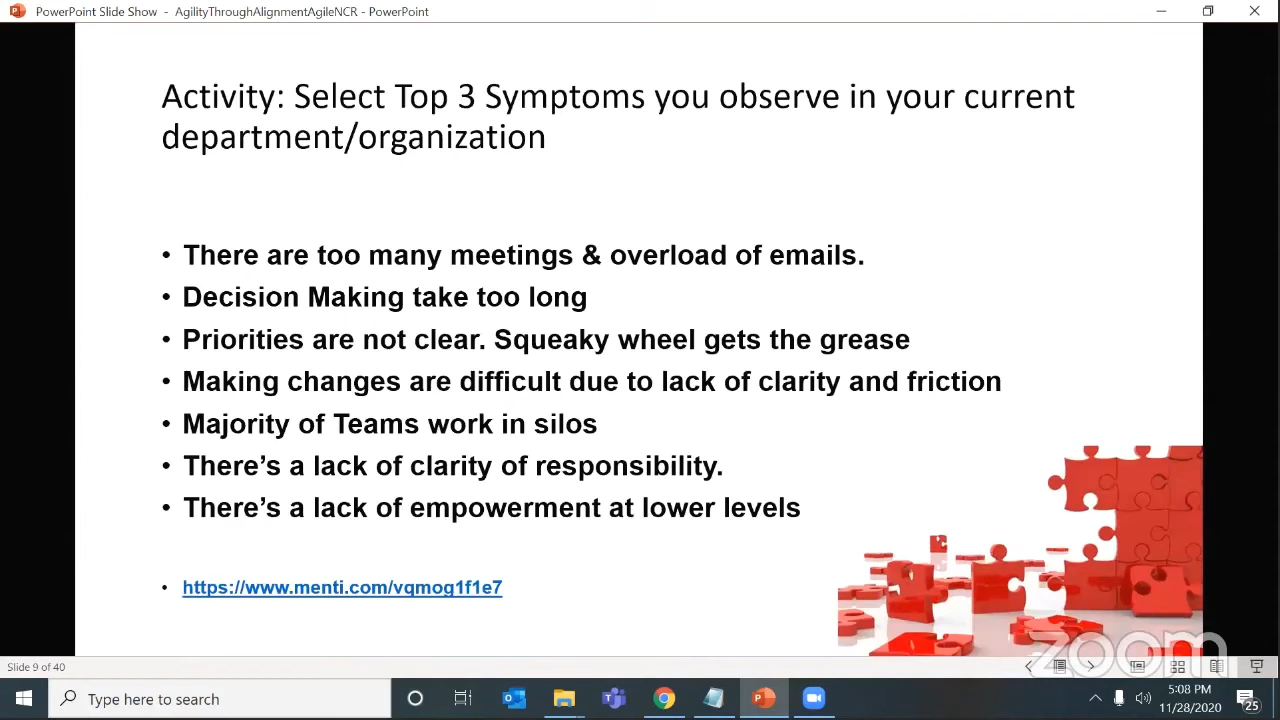 PowerPoint Slide Show - AgilityThroughAlignmentAgileNCR - PowerPoint
Activity: Select Top 3 Symptoms you observe in your current
department/organization
• There are too many meetings & overload of emails.
• Decision Making take too long
• Priorities are not clear. Squeaky wheel gets the grease
• Making changes are difficult due to lack of clarity and friction
• Majority of Teams work in silos
• There’s a lack of clarity of responsibility.
• There’s a lack of empowerment at lower levels
• https://www.menti.com/vqmog1f1e7
zoom
Slide 9 of 40
Type here to search
5:08 PM
11/28/2020
25